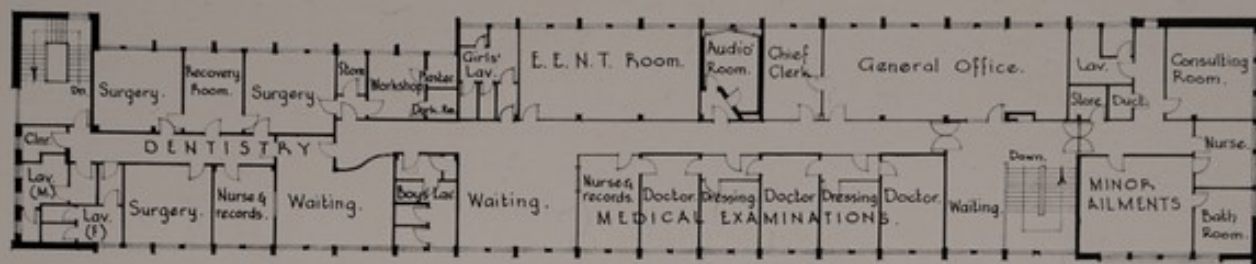 Dn.
Surgery.
Recovery
Room.
Surgery
Store
Workshop
Plaster
Dark Rm
Girls'
Lav.
E.E.N.T. Room.
Audio'
Room.
Chief
Clerk
General Office.
Lav.
Store
Duct.
Consulting
Room.
Clnr.
DENTISTRY
Lav.
(M.)
Lav.
(F)
Surgery.
Nurse &
records.
Waiting.
Boys' Lav.
Waiting.
Nurse &
records.
Doctor.
Dressing
Doctor
Dressing
Doctor.
MEDICAL EXAMINATIONS.
Waiting
Down.
MINOR
AILMENTS
Nurse.
Bath
Room.